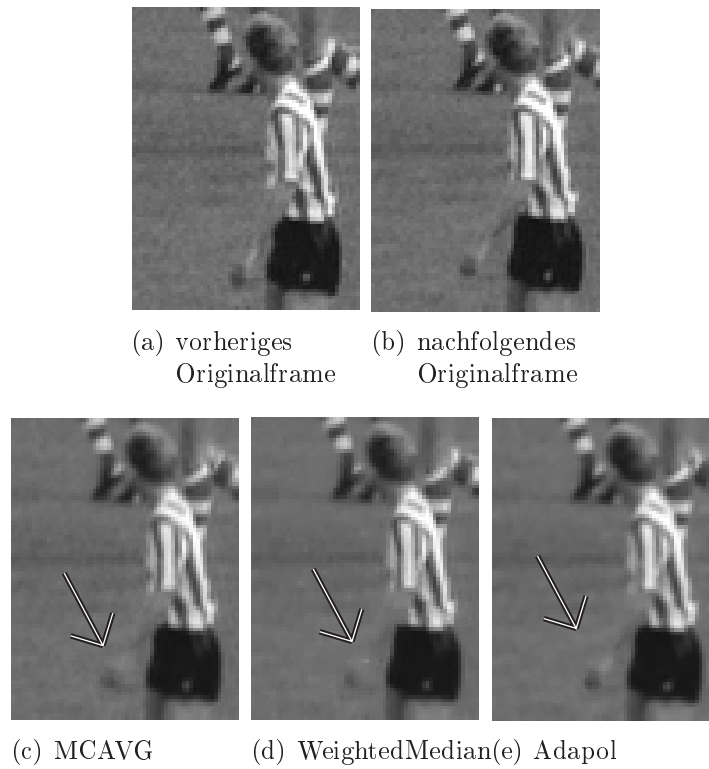 (a) vorheriges Originalframe
(b) nachfolgendes Originalframe
(c) MCAVG
(d) WeightedMedian
(e) Adapol